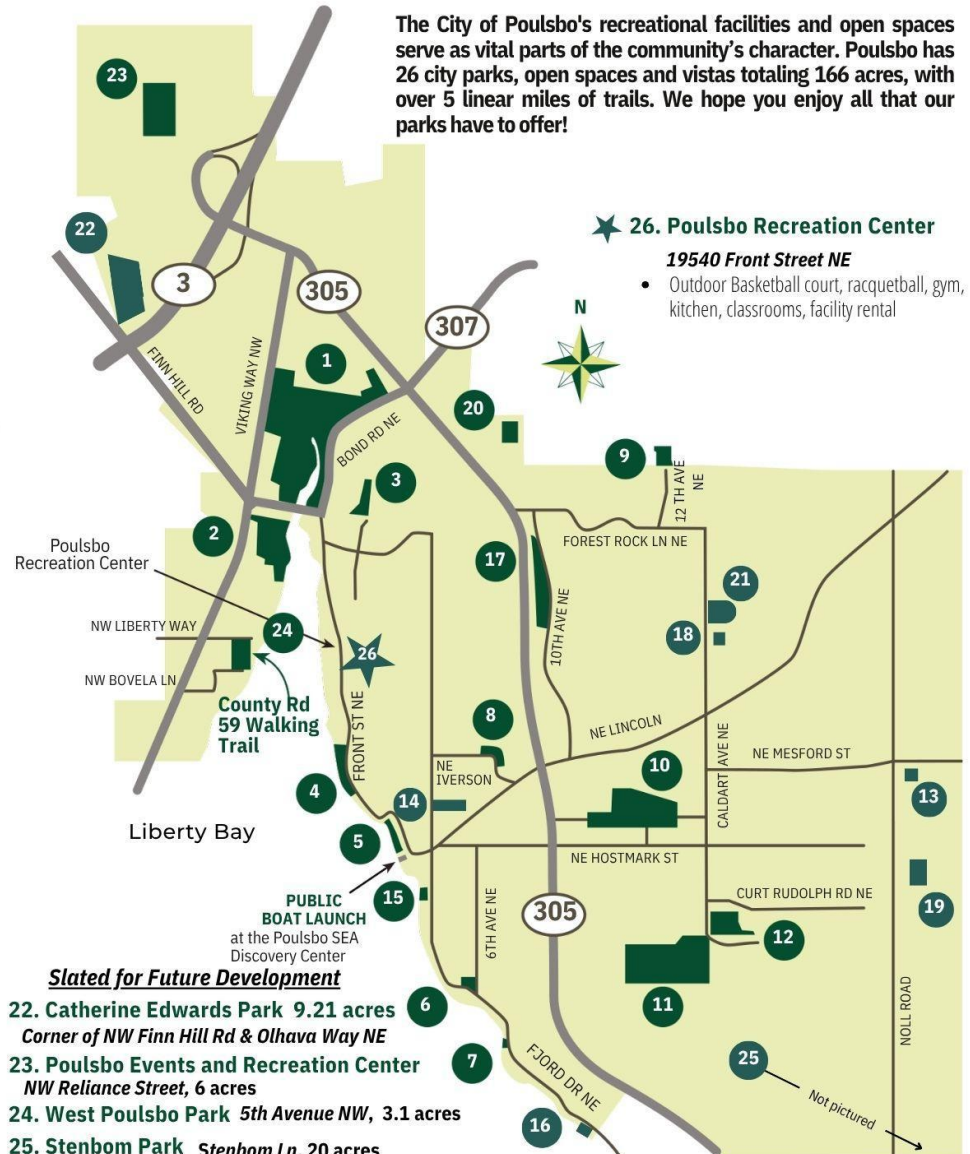 The City of Poulsbo's recreational facilities and open spaces
serve as vital parts of the community's character. Poulsbo has
26 city parks, open spaces and vistas totaling 166 acres, with
over 5 linear miles of trails. We hope you enjoy all that our
parks have to offer!
23
22
3
305
307
26. Poulsbo Recreation Center
19540 Front Street NE
• Outdoor Basketball court, racquetball, gym,
kitchen, classrooms, facility rental
N
FINN HILL RD
VIKING WAY NW
1
BOND RD NE
20
9
12 TH AVE
NE
3
2
Poulsbo
Recreation Center
17
FOREST ROCK LN NE
10TH AVE NE
21
18
NW LIBERTY WAY
24
26
NW BOVELA LN
County Rd
59 Walking
Trail
FRONT ST NE
8
NE LINCOLN
CALDART AVE NE
NE MESFORD ST
NE
IVERSON
10
4
14
13
Liberty Bay
5
NE HOSTMARK ST
PUBLIC
BOAT LAUNCH
at the Poulsbo SEA
Discovery Center
15
6TH AVE NE
305
CURT RUDOLPH RD NE
19
12
11
NOLL ROAD
6
7
FJORD DR NE
16
25
Not pictured
Slated for Future Development
22. Catherine Edwards Park 9.21 acres
Corner of NW Finn Hill Rd & Olhava Way NE
23. Poulsbo Events and Recreation Center
NW Reliance Street, 6 acres
24. West Poulsbo Park 5th Avenue NW, 3.1 acres
25. Stenbom Park Stenbom Ln, 20 acres